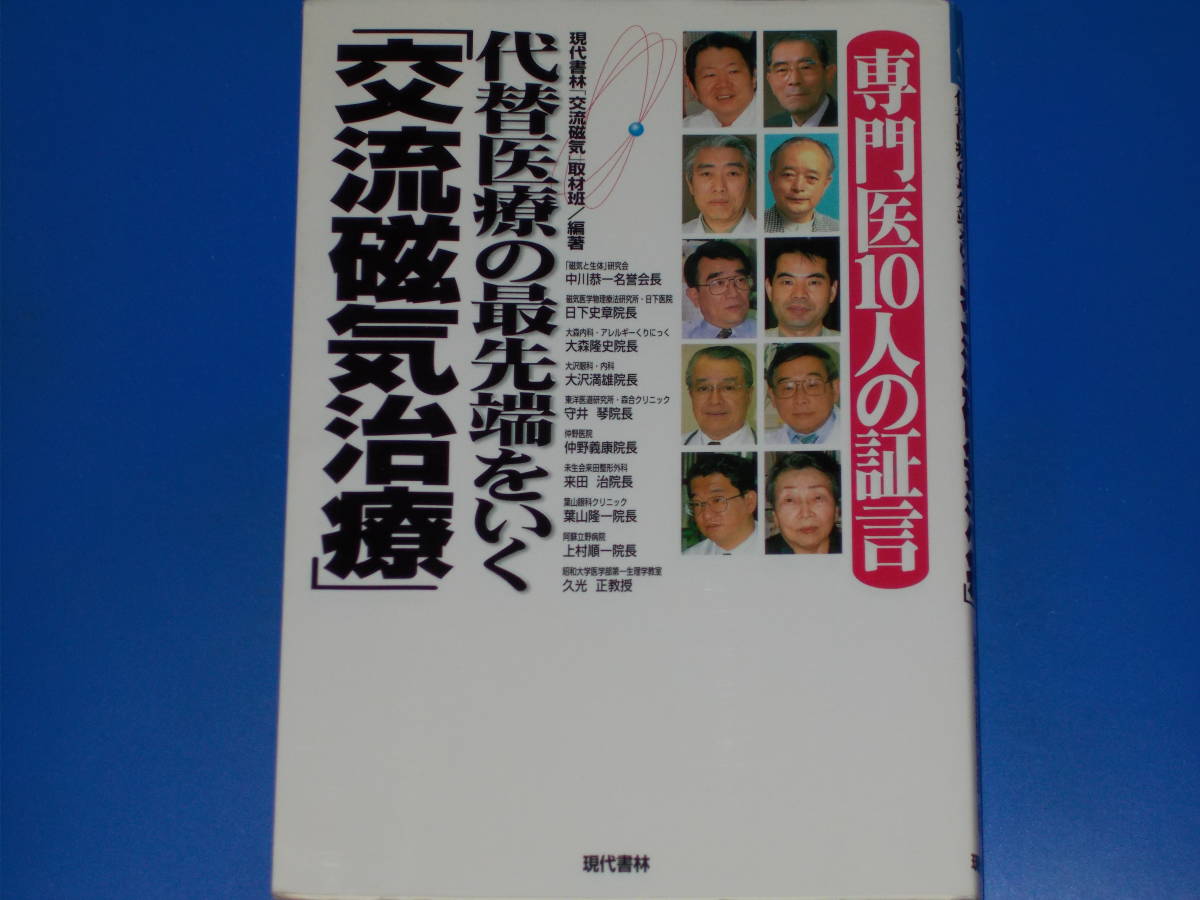 専門医10人の証言
現代書林「交流磁気」取材班/編著
代替医療の最先端をいく
「交流磁気治療」
「磁気と生体」研究会
中川恭一名誉会長
磁気医学物理療法研究所・日下医院
日下史章院長
大森内科・アレルギーくりにっく
大森隆史院長
大沢眼科・内科
大沢満雄院長
東洋医道研究所・森合クリニック
守井 琴院長
仲野医院
仲野義康院長
未生会来田整形外科
来田 治院長
葉山眼科クリニック
葉山隆一院長
阿蘇立野病院
上村順一院長
昭和大学医学部第一生理学教室
久光 正教授
現代書林